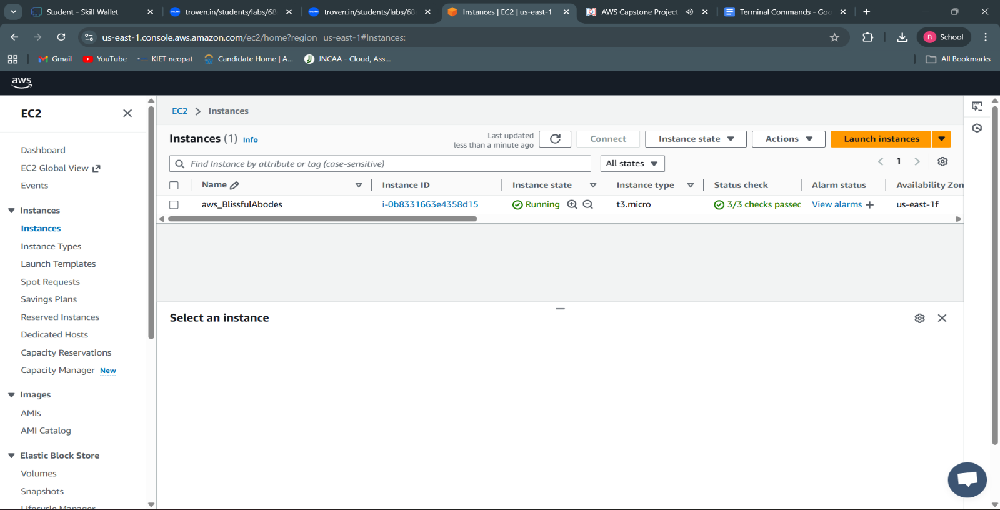 Student - Skill Wallet
troven.in/students/labs/68
troven.in/students/labs/68
Instances | EC2 | us-east-1
AWS Capstone Project
Terminal Commands - Goo
us-east-1.console.aws.amazon.com/ec2/home?region=us-east-1#Instances:
R School
Gmail
YouTube
KIET neopat
Candidate Home | A...
JNCAA - Cloud, Ass...
All Bookmarks
aws
EC2
Dashboard
EC2 Global View
Events
Instances
Instances
Instance Types
Launch Templates
Spot Requests
Savings Plans
Reserved Instances
Dedicated Hosts
Capacity Reservations
Capacity Manager New
Images
AMIs
AMI Catalog
Elastic Block Store
Volumes
Snapshots
Lifecycle Manager
EC2 > Instances
Instances (1) Info
Last updated
less than a minute ago
Connect
Instance state
Actions
Launch instances
Find Instance by attribute or tag (case-sensitive)
All states
1
Name Instance ID Instance state Instance type Status check Alarm status Availability Zon
aws_BlissfulAbodes i-0b8331663e4358d15 Running t3.micro 3/3 checks passec View alarms + us-east-1f
Select an instance